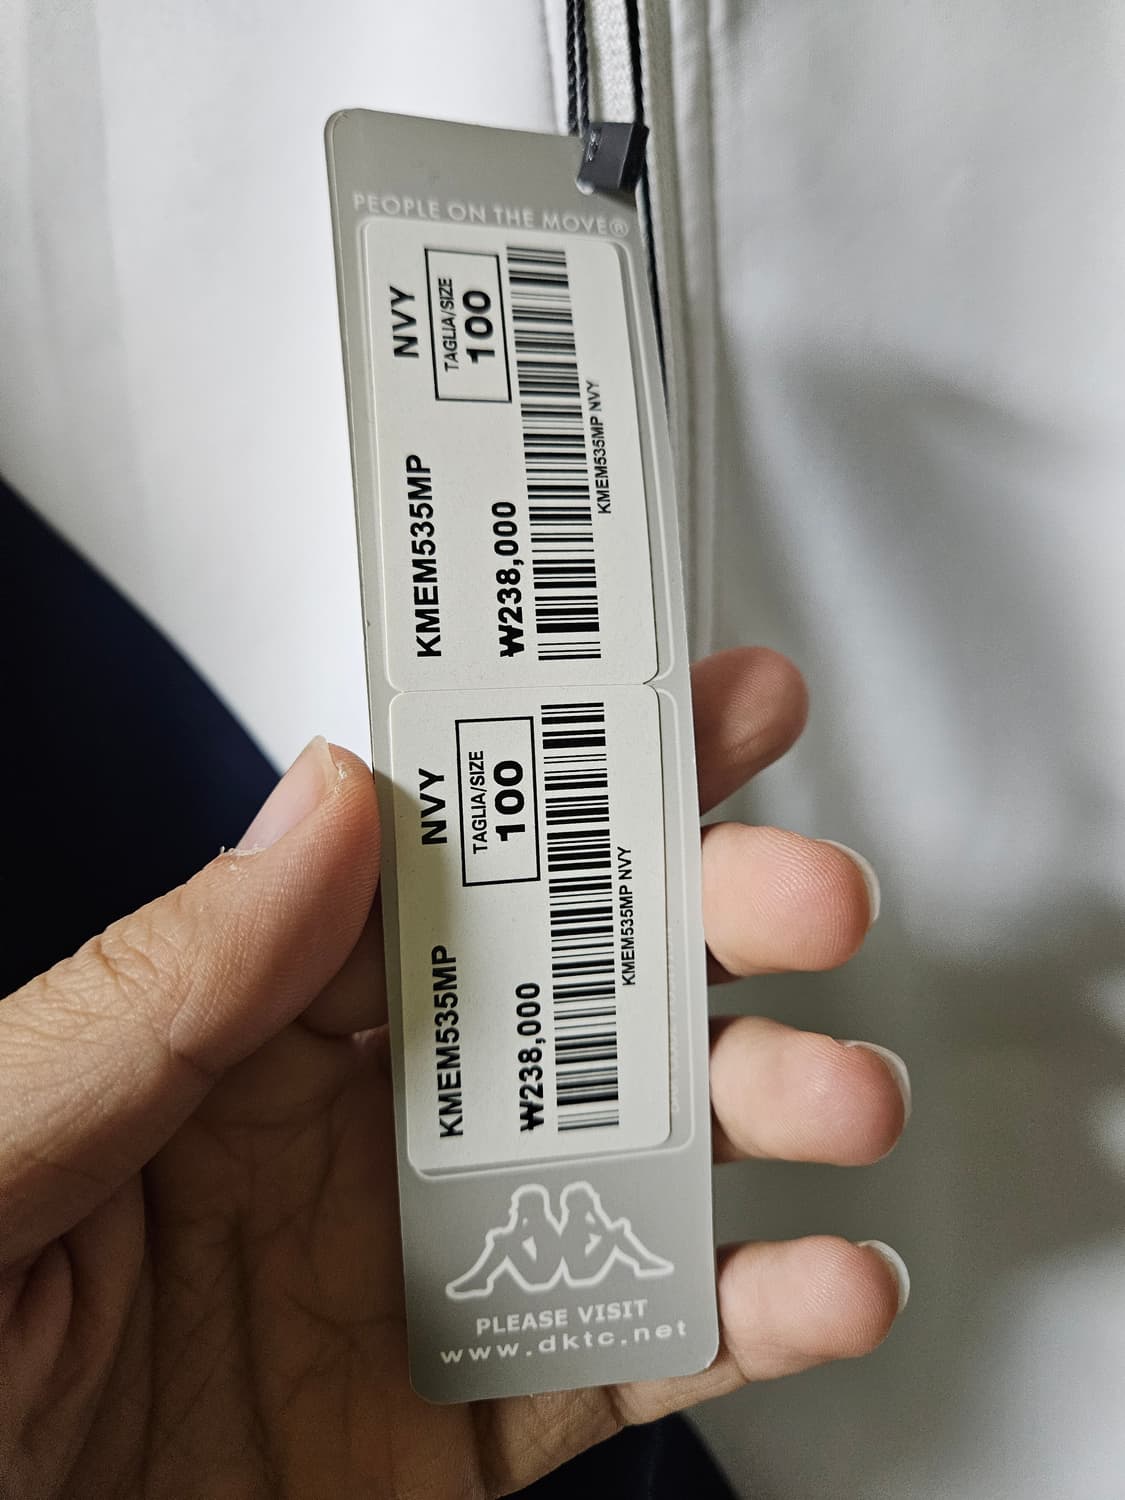 PEOPLE ON THE MOVE®
KMEM535MP NVY
TAGLIA/SIZE
100
₩238,000
KMEM535MP NVY
KMEM535MP NVY
TAGLIA/SIZE
100
₩238,000
KMEM535MP NVY
PLEASE VISIT
www.dktc.net